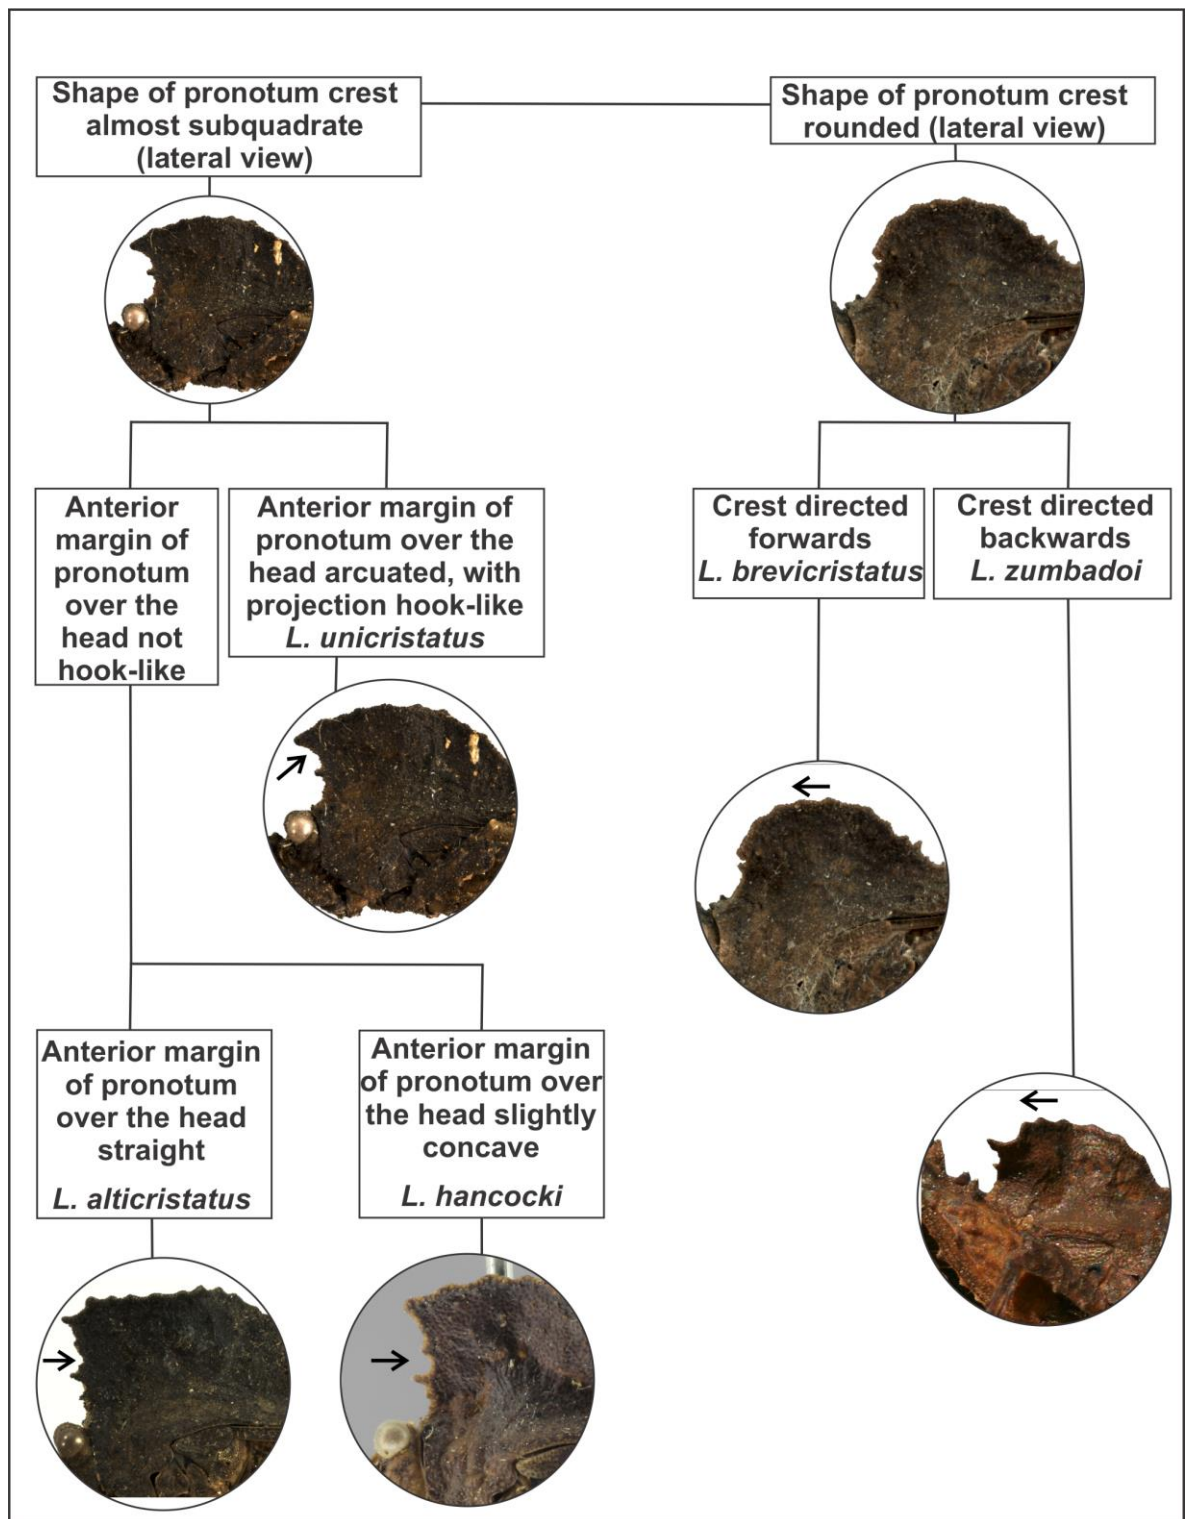 Shape of pronotum crest
almost subquadrate
(lateral view)
Shape of pronotum crest
rounded (lateral view)
Anterior
margin of
pronotum
over the
head not
hook-like
Anterior margin of
pronotum over the
head arcuated, with
projection hook-like
L. unicristatus
Crest directed
forwards
L. brevicristatus
Crest directed
backwards
L. zumbadoi
Anterior margin
of pronotum
over the head
straight
L. alticristatus
Anterior margin
of pronotum over
the head slightly
concave
L. hancocki